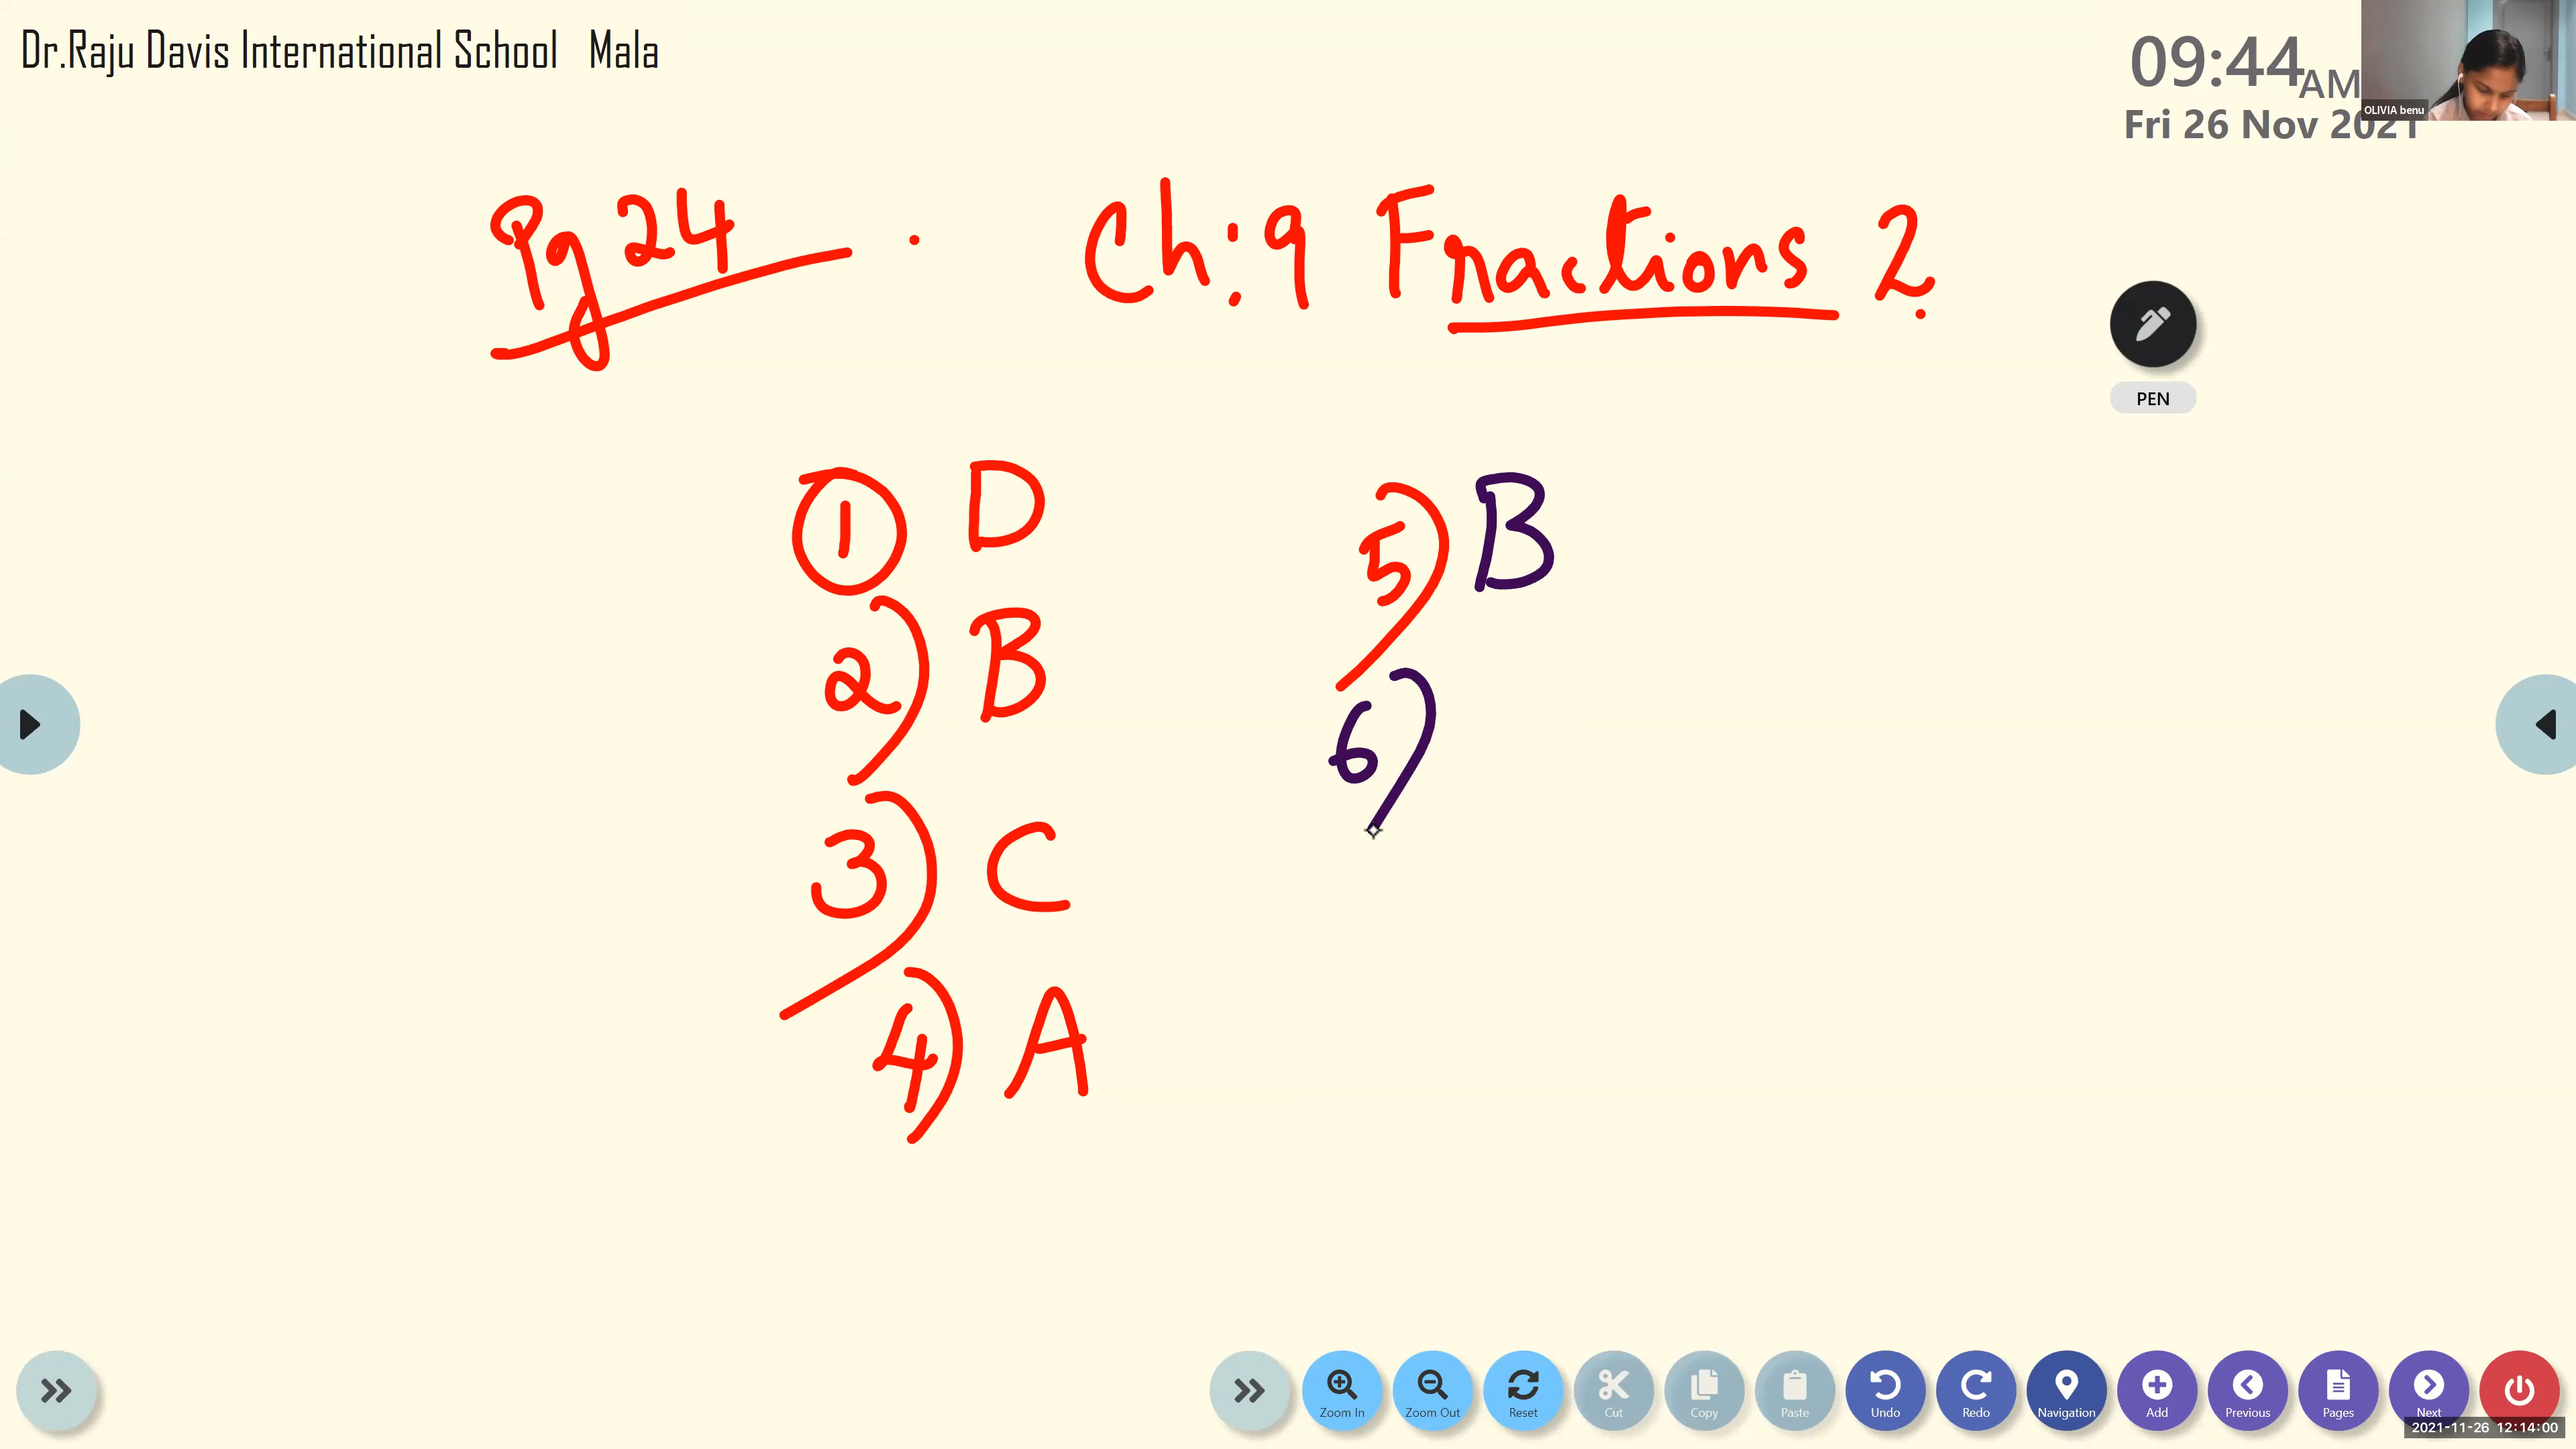 Dr.Raju Davis International School Mala
09:44 AM
Fri 26 Nov 2021
OLIVIA benu
Pg 24 . Ch:9 Fractions 2.
PEN
1 D
2) B
3) C
4) A
5) B
6)
Zoom In Zoom Out Reset Cut Copy Paste Undo Redo Navigation Add Previous Pages Next
2021-11-26 12:14:00